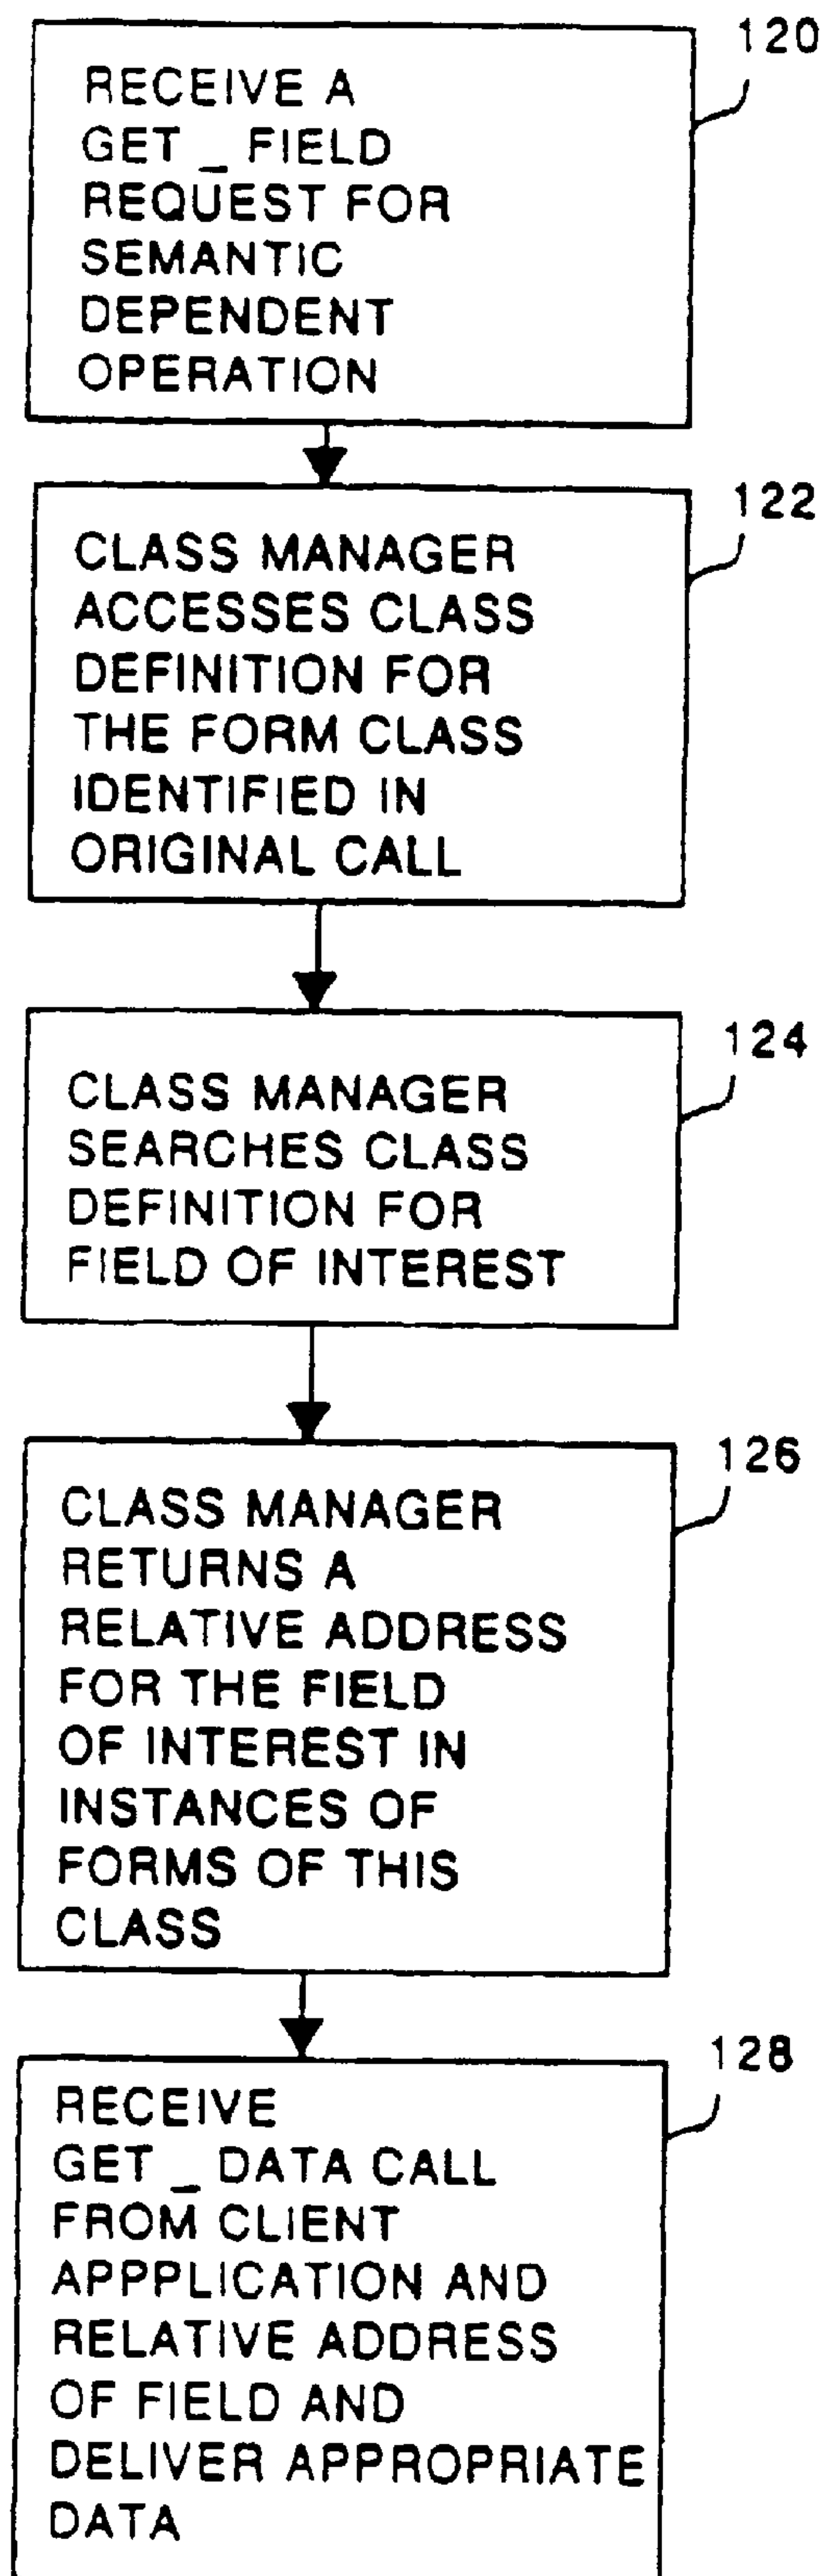 120
RECEIVE A
GET _ FIELD
REQUEST FOR
SEMANTIC
DEPENDENT
OPERATION
122
CLASS MANAGER
ACCESSES CLASS
DEFINITION FOR
THE FORM CLASS
IDENTIFIED IN
ORIGINAL CALL
124
CLASS MANAGER
SEARCHES CLASS
DEFINITION FOR
FIELD OF INTEREST
126
CLASS MANAGER
RETURNS A
RELATIVE ADDRESS
FOR THE FIELD
OF INTEREST IN
INSTANCES OF
FORMS OF THIS
CLASS
128
RECEIVE
GET _ DATA CALL
FROM CLIENT
APPPLICATION AND
RELATIVE ADDRESS
OF FIELD AND
DELIVER APPROPRIATE
DATA